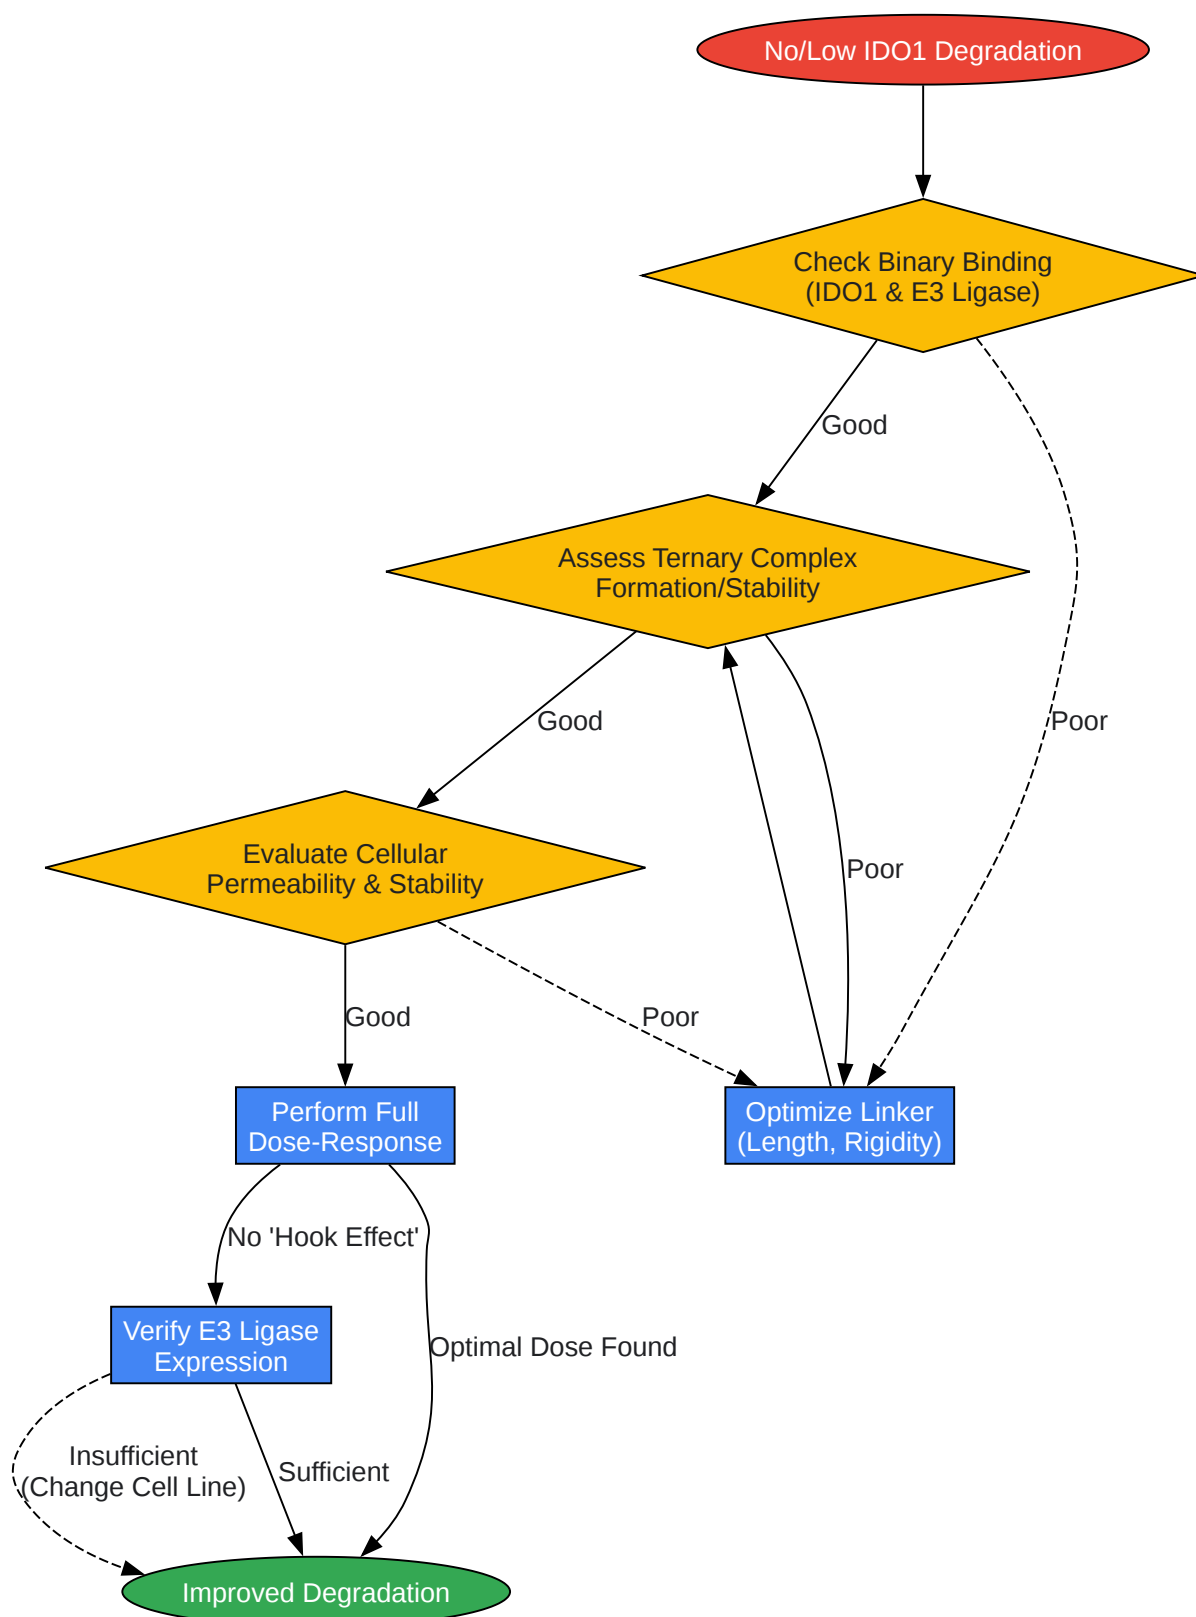 No/Low IDO1 Degradation
Check Binary Binding
(IDO1 & E3 Ligase)
Good
Assess Ternary Complex
Formation/Stability
Good
Poor
Evaluate Cellular
Permeability & Stability
Poor
Good
Poor
Perform Full
Dose-Response
Optimize Linker
(Length, Rigidity)
No 'Hook Effect'
Verify E3 Ligase
Expression
Optimal Dose Found
Insufficient
(Change Cell Line)
Sufficient
Improved Degradation